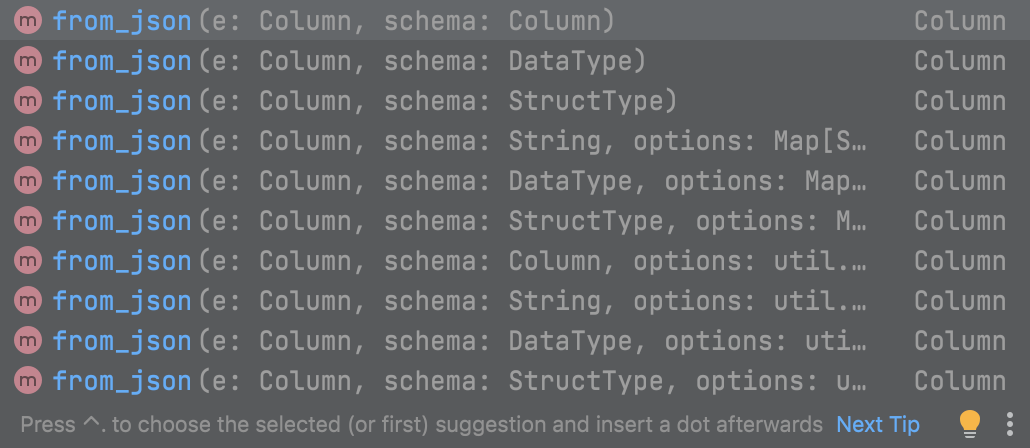 m from_json(e: Column, schema: Column) Column
m from_json(e: Column, schema: DataType) Column
m from_json(e: Column, schema: StructType) Column
m from_json(e: Column, schema: String, options: Map[S… Column
m from_json(e: Column, schema: DataType, options: Map… Column
m from_json(e: Column, schema: StructType, options: M… Column
m from_json(e: Column, schema: Column, options: util.… Column
m from_json(e: Column, schema: String, options: util.… Column
m from_json(e: Column, schema: DataType, options: uti… Column
m from_json(e: Column, schema: StructType, options: u… Column
Press ^. to choose the selected (or first) suggestion and insert a dot afterwards Next Tip